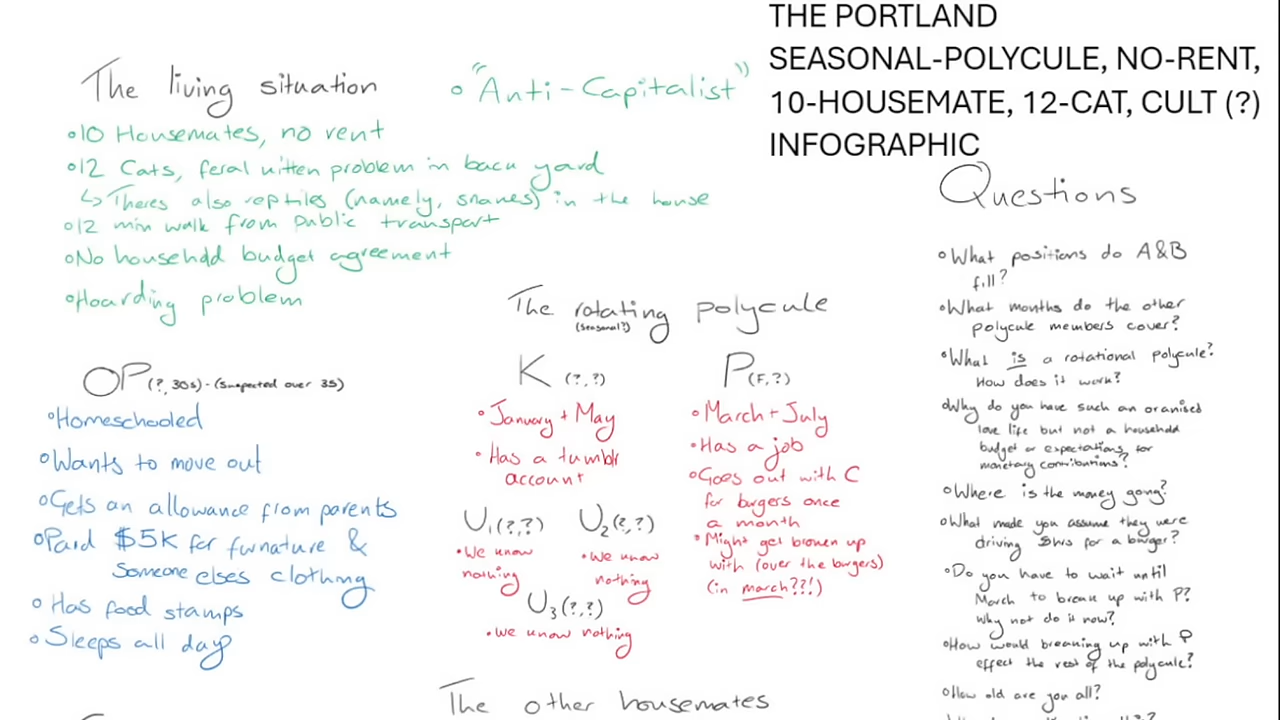 THE PORTLAND
SEASONAL-POLYCULE, NO-RENT,
10-HOUSEMATE, 12-CAT, CULT (?)
INFOGRAPHIC
The living situation
• "Anti-Capitalist"
• 10 Housemates, no rent
• 12 Cats, feral kitten problem in back yard
↳ Theres also reptiles (namely, snakes) in the house
• 12 min walk from public transport
• No househdd budget agreement
• Hoarding problem
OP (?, 30s) - (suspected over 35)
• Homeschooled
• Wants to move out
• Gets an allowance from parents
• Paid $5K for furnature &
someone elses clothing
• Has food stamps
• Sleeps all day
The rotating polycule
(seasonal?)
K (?, ?)
• January + May
• Has a tumblr
account
P (F, ?)
• March + July
• Has a job
• Goes out with C
for burgers once
a month
• Might get broken up
with (over the burgers)
(in march??!)
U1 (?, ?)
• We know
nothing
U2 (?, ?)
• We know
nothing
U3 (?, ?)
• We know nothing
The other housemates
Questions
• What positions do A&B
fill?
• What months do the other
polycule members cover?
• What is a rotational polycule?
How does it work?
• Why do you have such an oranised
love life but not a household
budget or expectations for
monetary contributions?
• Where is the money gong?
• What made you assume they were
driving 5hrs for a burger?
• Do you have to wait until
March to break up with P?
Why not do it now?
• How would breaking up with P
effect the rest of the polycule?
• How old are you all?